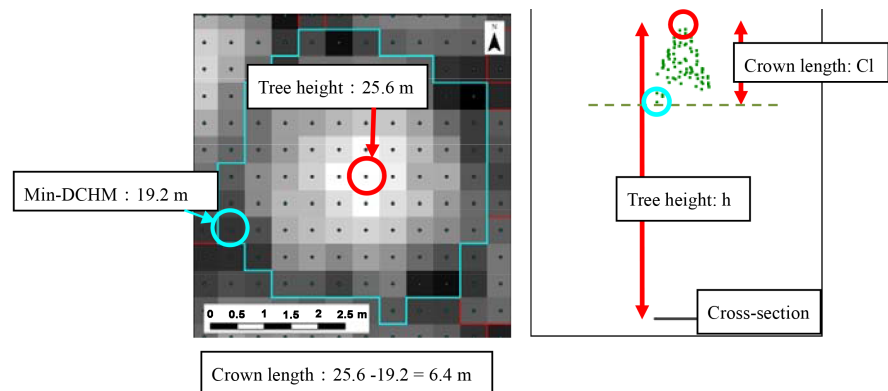 N
Tree height：25.6 m
Min-DCHM：19.2 m
0 0.5 1 1.5 2 2.5 m
Crown length：25.6 -19.2 = 6.4 m
Crown length: Cl
Tree height: h
Cross-section